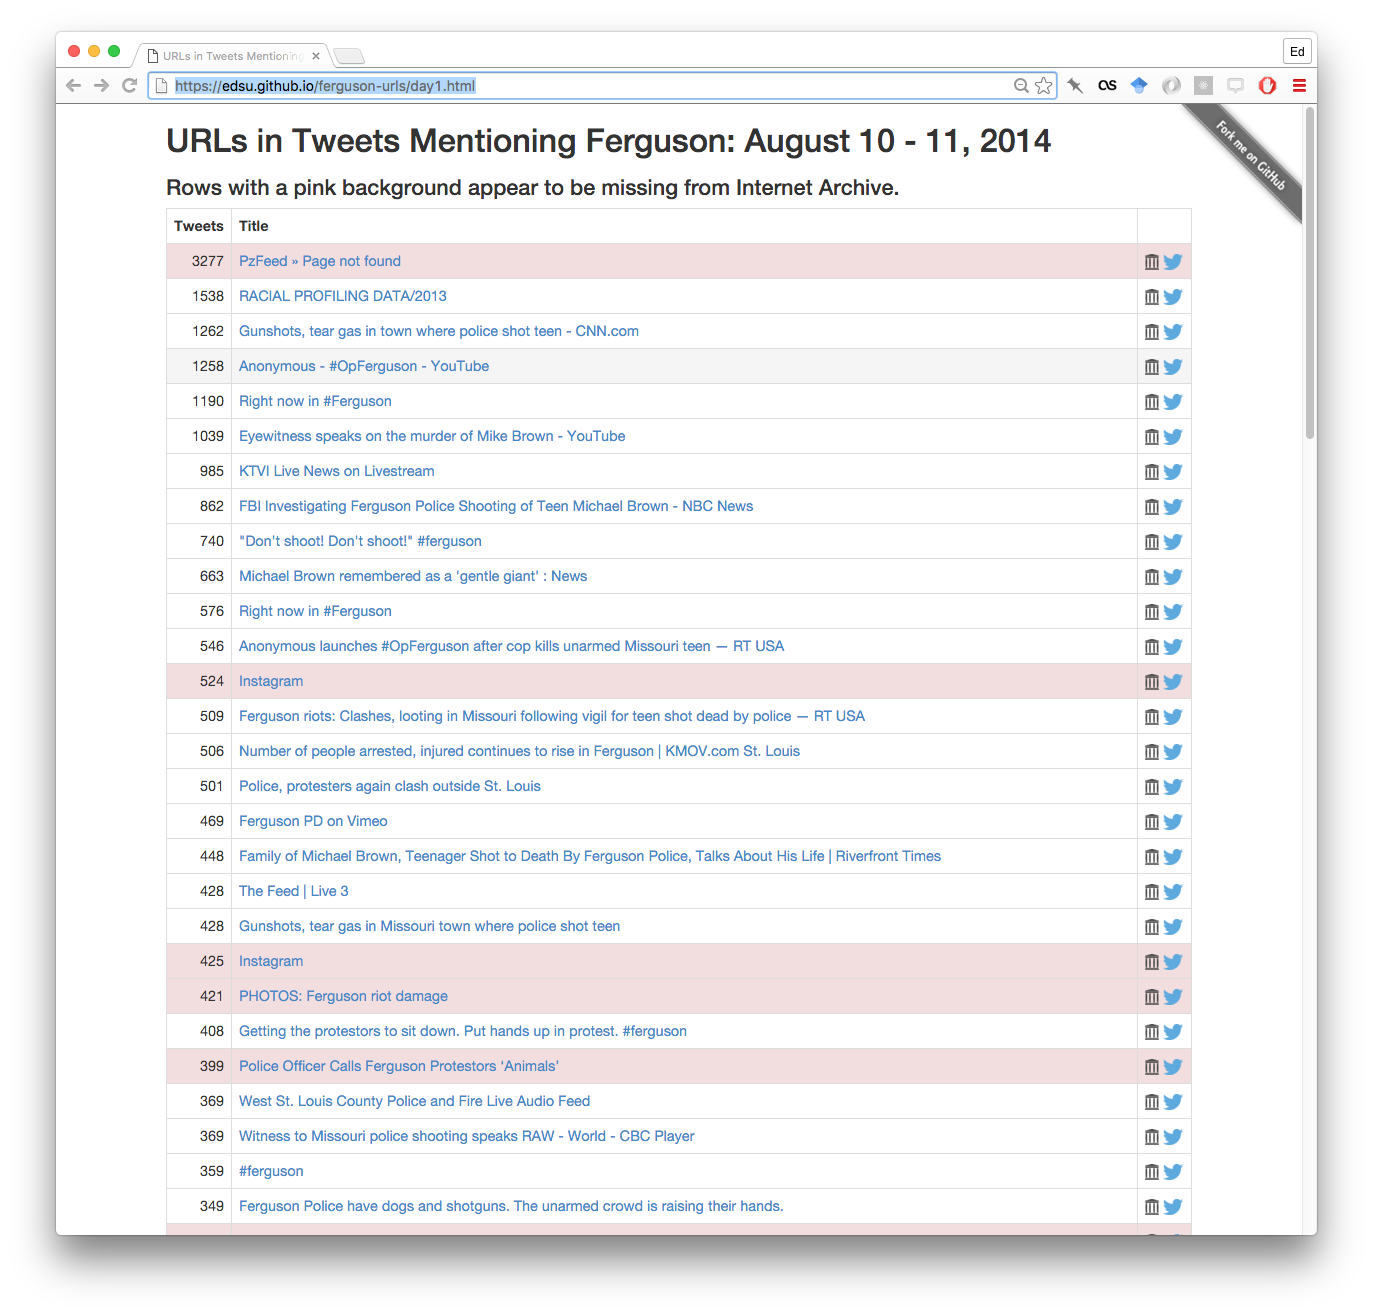 URLs in Tweets Mentioning
Ed
https://edsu.github.io/ferguson-urls/day1.html
OS
Fork me on GitHub
URLs in Tweets Mentioning Ferguson: August 10 - 11, 2014
Rows with a pink background appear to be missing from Internet Archive.
Tweets Title
3277 PzFeed » Page not found
1538 RACIAL PROFILING DATA/2013
1262 Gunshots, tear gas in town where police shot teen - CNN.com
1258 Anonymous - #OpFerguson - YouTube
1190 Right now in #Ferguson
1039 Eyewitness speaks on the murder of Mike Brown - YouTube
985 KTVI Live News on Livestream
862 FBI Investigating Ferguson Police Shooting of Teen Michael Brown - NBC News
740 "Don't shoot! Don't shoot!" #ferguson
663 Michael Brown remembered as a 'gentle giant' : News
576 Right now in #Ferguson
546 Anonymous launches #OpFerguson after cop kills unarmed Missouri teen — RT USA
524 Instagram
509 Ferguson riots: Clashes, looting in Missouri following vigil for teen shot dead by police — RT USA
506 Number of people arrested, injured continues to rise in Ferguson | KMOV.com St. Louis
501 Police, protesters again clash outside St. Louis
469 Ferguson PD on Vimeo
448 Family of Michael Brown, Teenager Shot to Death By Ferguson Police, Talks About His Life | Riverfront Times
428 The Feed | Live 3
428 Gunshots, tear gas in Missouri town where police shot teen
425 Instagram
421 PHOTOS: Ferguson riot damage
408 Getting the protestors to sit down. Put hands up in protest. #ferguson
399 Police Officer Calls Ferguson Protestors ‘Animals’
369 West St. Louis County Police and Fire Live Audio Feed
369 Witness to Missouri police shooting speaks RAW - World - CBC Player
359 #ferguson
349 Ferguson Police have dogs and shotguns. The unarmed crowd is raising their hands.